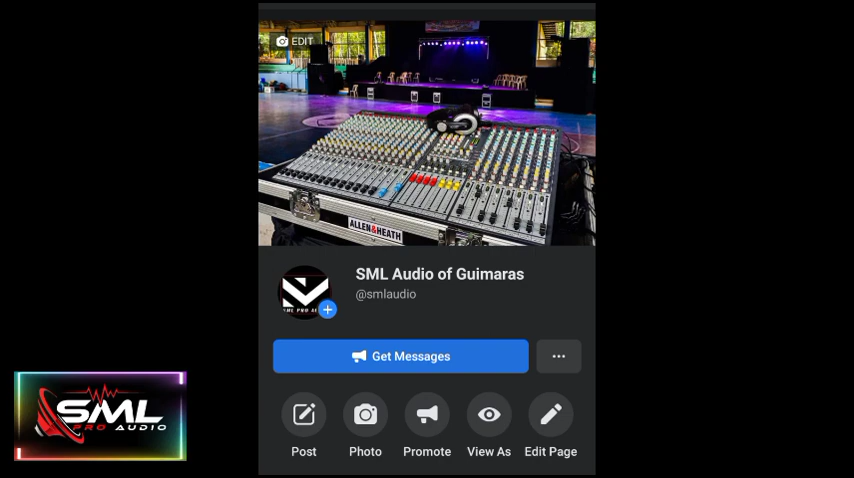 EDIT
ALLEN&HEATH
SML Audio of Guimaras
@smlaudio
Get Messages
Post
Photo
Promote
View As
Edit Page
SML
PRO AUDIO